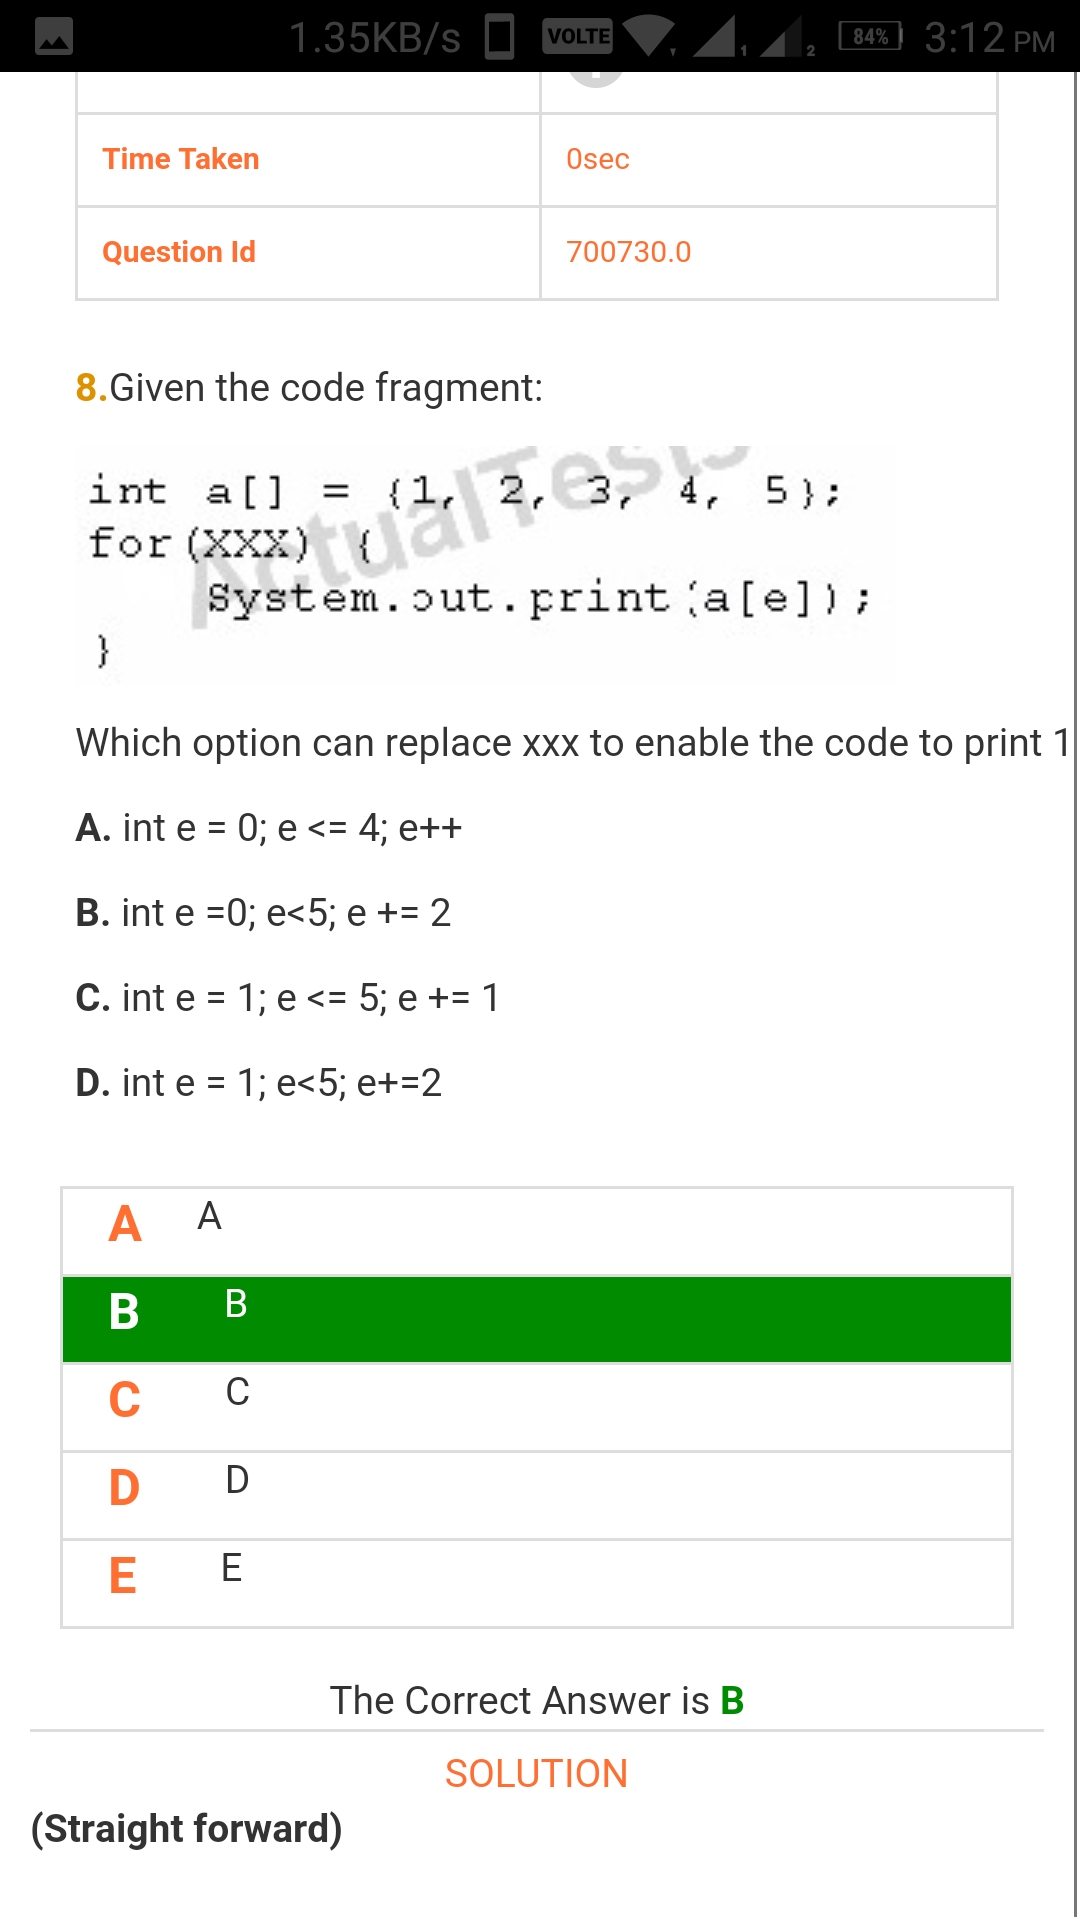 1.35KB/s VOLTE 1 2 84% 3:12 PM
Time Taken 0sec
Question Id 700730.0
8.Given the code fragment:
ActualTests
int a[] = {1, 2, 3, 4, 5};
for(XXX) {
System.out.print(a[e]);
}
Which option can replace xxx to enable the code to print 1
A. int e = 0; e <= 4; e++
B. int e =0; e<5; e += 2
C. int e = 1; e <= 5; e += 1
D. int e = 1; e<5; e+=2
A A
B B
C C
D D
E E
The Correct Answer is B
SOLUTION
(Straight forward)